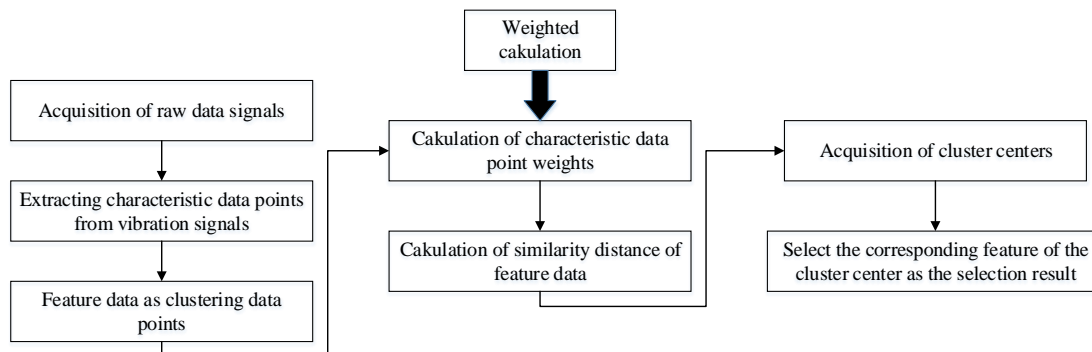 Weighted
cakulation
Acquisition of raw data signals
Extracting characteristic data points
from vibration signals
Feature data as clustering data
points
Cakulation of characteristic data
point weights
Cakulation of similarity distance of
feature data
Acquisition of cluster centers
Select the corresponding feature of the
cluster center as the selection result